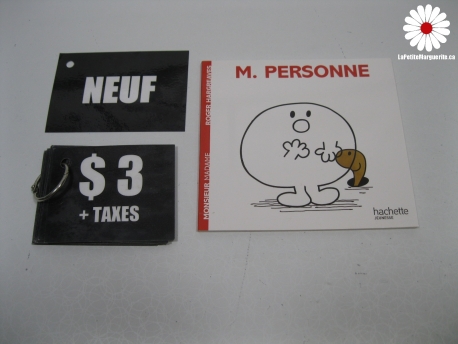 NEUF
$ 3
+ TAXES
MONSIEUR MADAME ROGER HARGREAVES
M. PERSONNE
hachette
JEUNESSE
LaPetiteMarguerite.ca